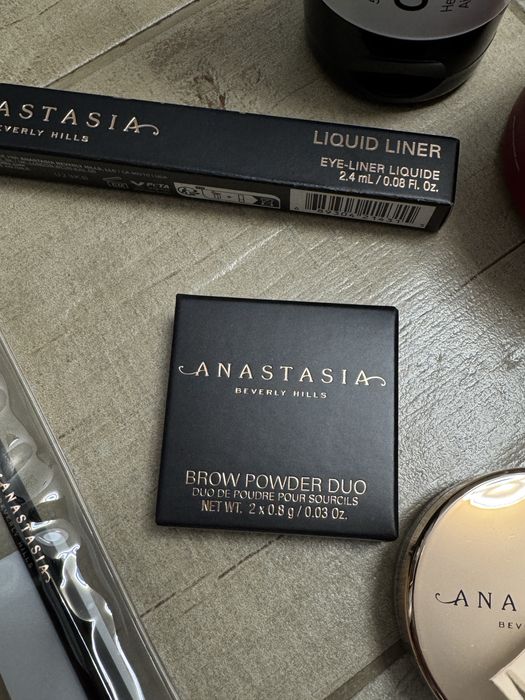 ASTASIA
BEVERLY HILLS
LIQUID LINER
EYE-LINER LIQUIDE
2.4 mL / 0.08 Fl. Oz.
ANASTASIA
BEVERLY HILLS
BROW POWDER DUO
DUO DE POUDRE POUR SOURCILS
NET WT. 2 x 0.8 g / 0.03 Oz.
ANASTASIA
ANA
BEV